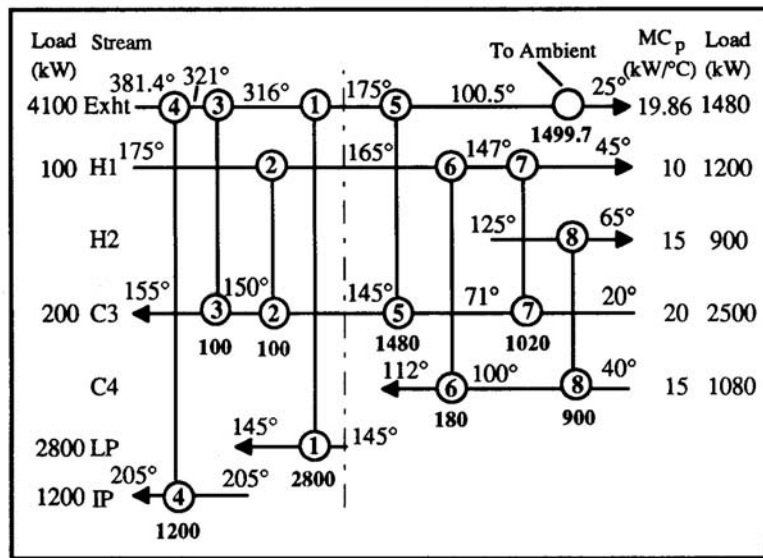 Load Stream To Ambient MCp Load
(kW) (kW/°C) (kW)
381.4° 321° 316° 175° 100.5° 25°
4100 Exht 4 3 1 5 19.86 1480
1499.7
175° 165° 147° 45°
100 H1 2 6 7 10 1200
125° 65°
H2 8 15 900
155° 150° 145° 71° 20°
200 C3 3 2 5 7 20 2500
100 100 1480 1020
112° 100° 40°
C4 6 8 15 1080
180 900
145° 145°
2800 LP 1
2800
205° 205°
1200 IP 4
1200